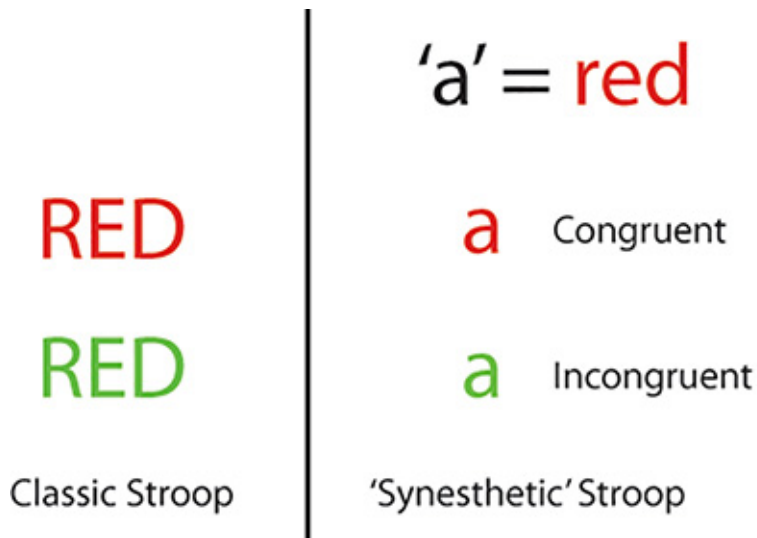 ‘a’ = red
RED
a Congruent
RED
a Incongruent
Classic Stroop
‘Synesthetic’ Stroop